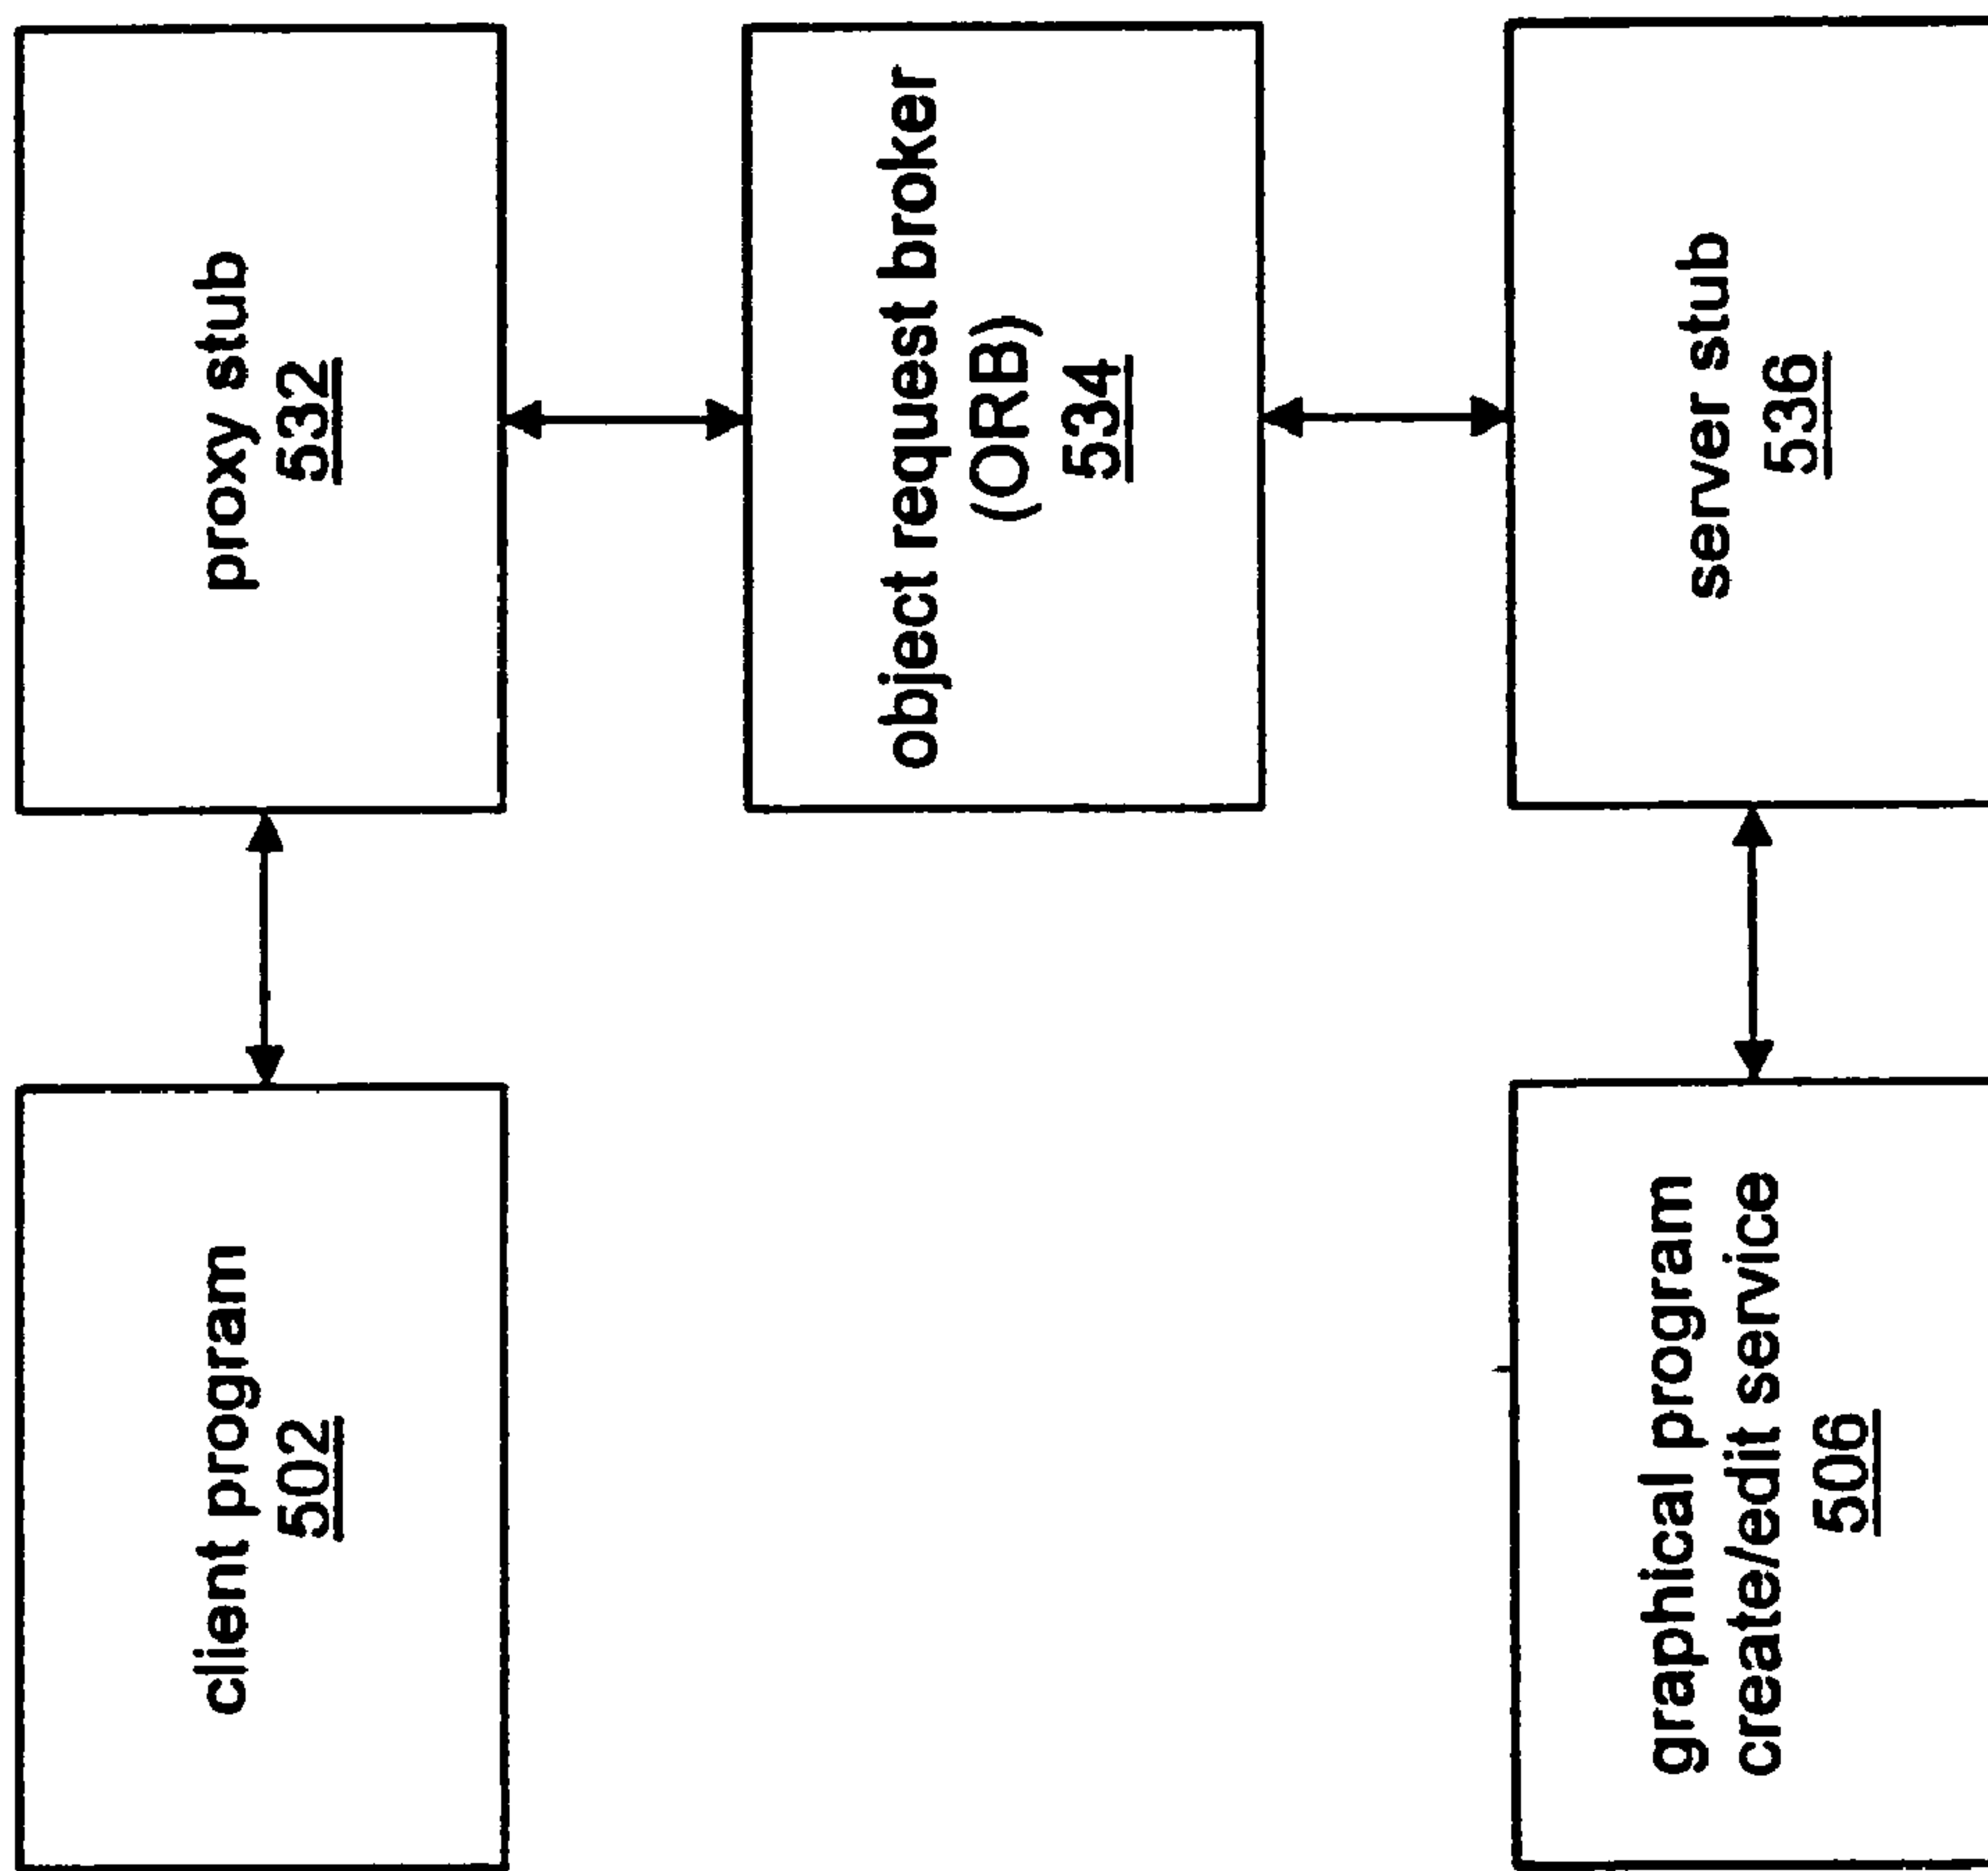 client program
502
proxy stub
532
object request broker
(ORB)
534
graphical program
create/edit service
506
server stub
536